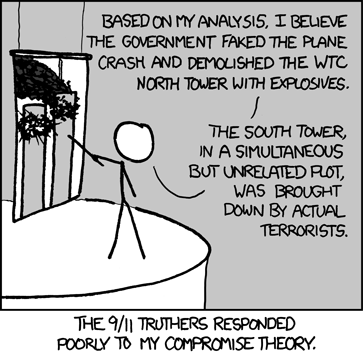 BASED ON MY ANALYSIS, I BELIEVE
THE GOVERNMENT FAKED THE PLANE
CRASH AND DEMOLISHED THE WTC
NORTH TOWER WITH EXPLOSIVES.
THE SOUTH TOWER,
IN A SIMULTANEOUS
BUT UNRELATED PLOT,
WAS BROUGHT
DOWN BY ACTUAL
TERRORISTS.
THE 9/11 TRUTHERS RESPONDED
POORLY TO MY COMPROMISE THEORY.